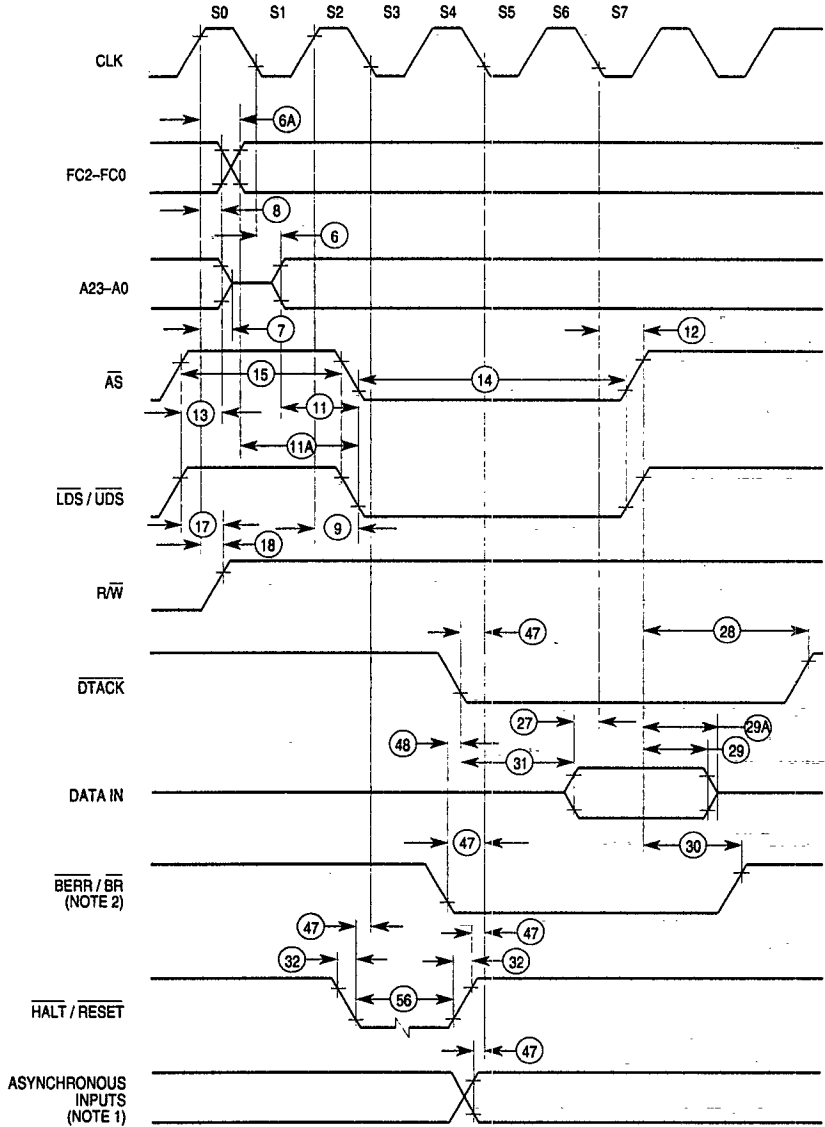 S0 S1 S2 S3 S4 S5 S6 S7
CLK
6A
FC2–FC0
8
6
A23–A0
7
12
AS
15
14
13
11
11A
LDS / UDS
17
9
18
R/W
47
28
DTACK
27
29A
48
31
29
DATA IN
47
30
BERR / BR
(NOTE 2)
47
47
32
32
HALT / RESET
56
47
ASYNCHRONOUS
INPUTS
(NOTE 1)